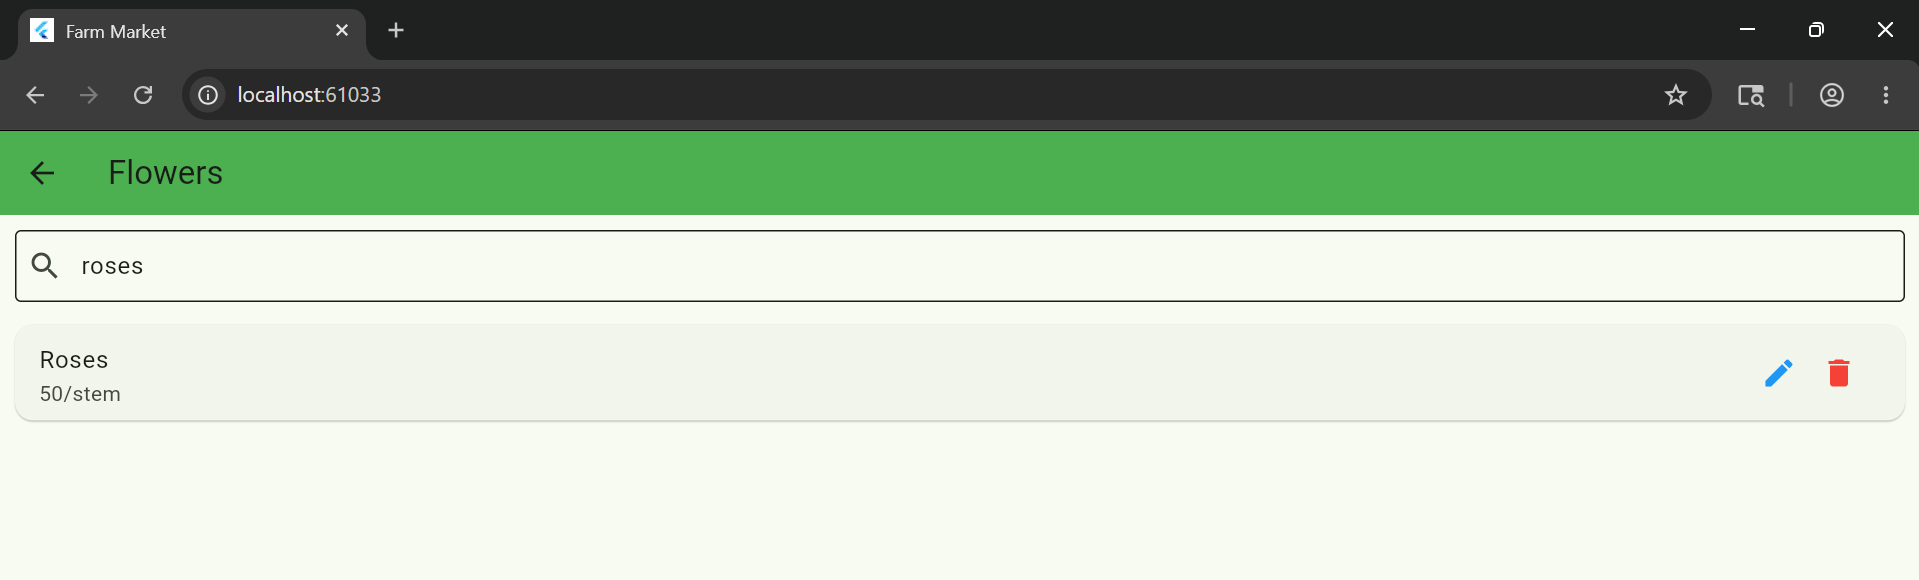 Farm Market
localhost:61033
Flowers
roses
Roses
50/stem